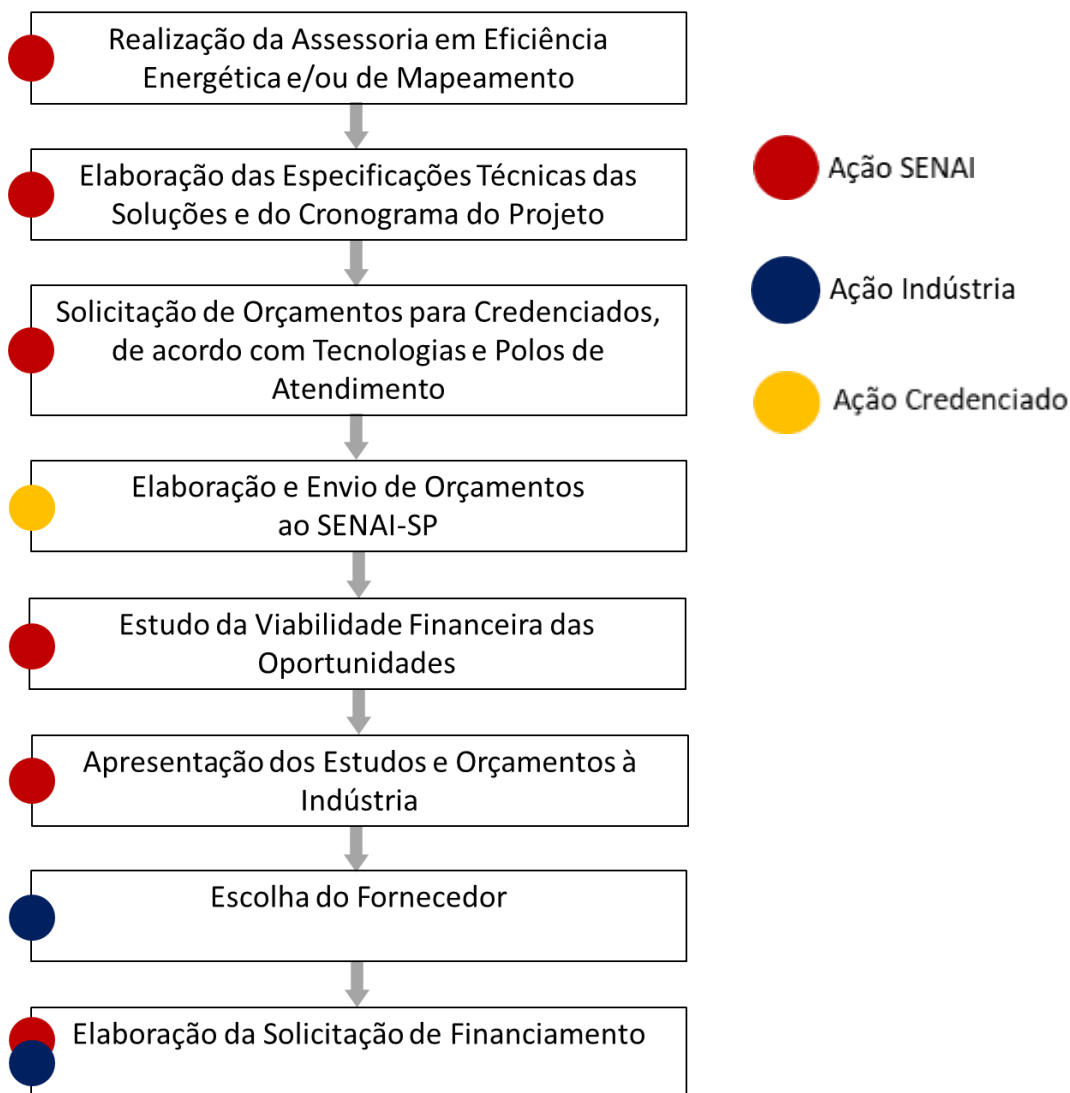 Realização da Assessoria em Eficiência
Energética e/ou de Mapeamento
Elaboração das Especificações Técnicas das
Soluções e do Cronograma do Projeto
Solicitação de Orçamentos para Credenciados,
de acordo com Tecnologias e Polos de
Atendimento
Elaboração e Envio de Orçamentos
ao SENAI-SP
Estudo da Viabilidade Financeira das
Oportunidades
Apresentação dos Estudos e Orçamentos à
Indústria
Escolha do Fornecedor
Elaboração da Solicitação de Financiamento
Ação SENAI
Ação Indústria
Ação Credenciado